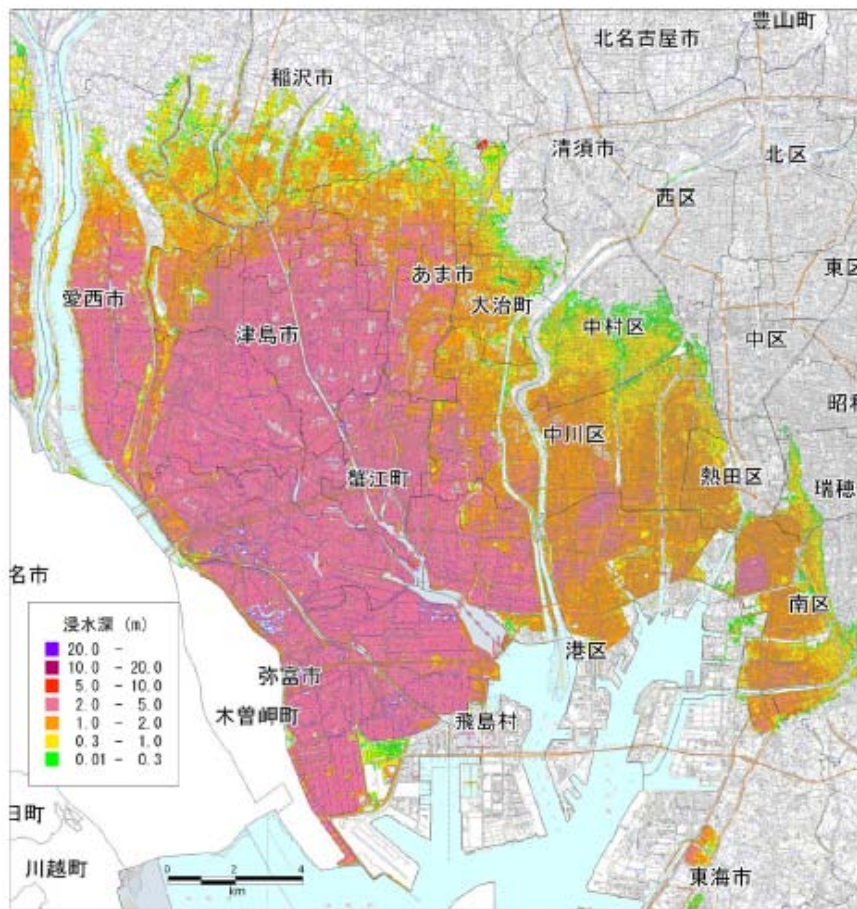 豊山町
北名古屋市
稲沢市
清須市
北区
西区
あま市
東区
愛西市
大治町
津島市
中村区
中区
昭和
中川区
蟹江町
熱田区
瑞穂
名市
浸水深 (m)
20.0 -
10.0 - 20.0
5.0 - 10.0
2.0 - 5.0
1.0 - 2.0
0.3 - 1.0
0.01 - 0.3
南区
港区
弥富市
木曽岬町
飛島村
日町
川越町
0 2 4
km
東海市